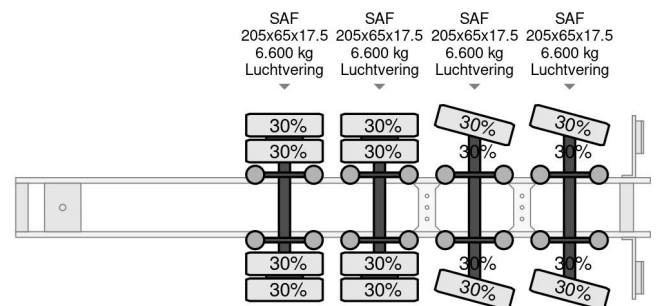 SAF SAF SAF SAF
205x65x17.5 205x65x17.5 205x65x17.5 205x65x17.5
6.600 kg 6.600 kg 6.600 kg 6.600 kg
Luchtvering Luchtvering Luchtvering Luchtvering
30% 30% 30% 30%
30% 30% 30% 30%
30% 30% 30% 30%
30% 30% 30% 30%